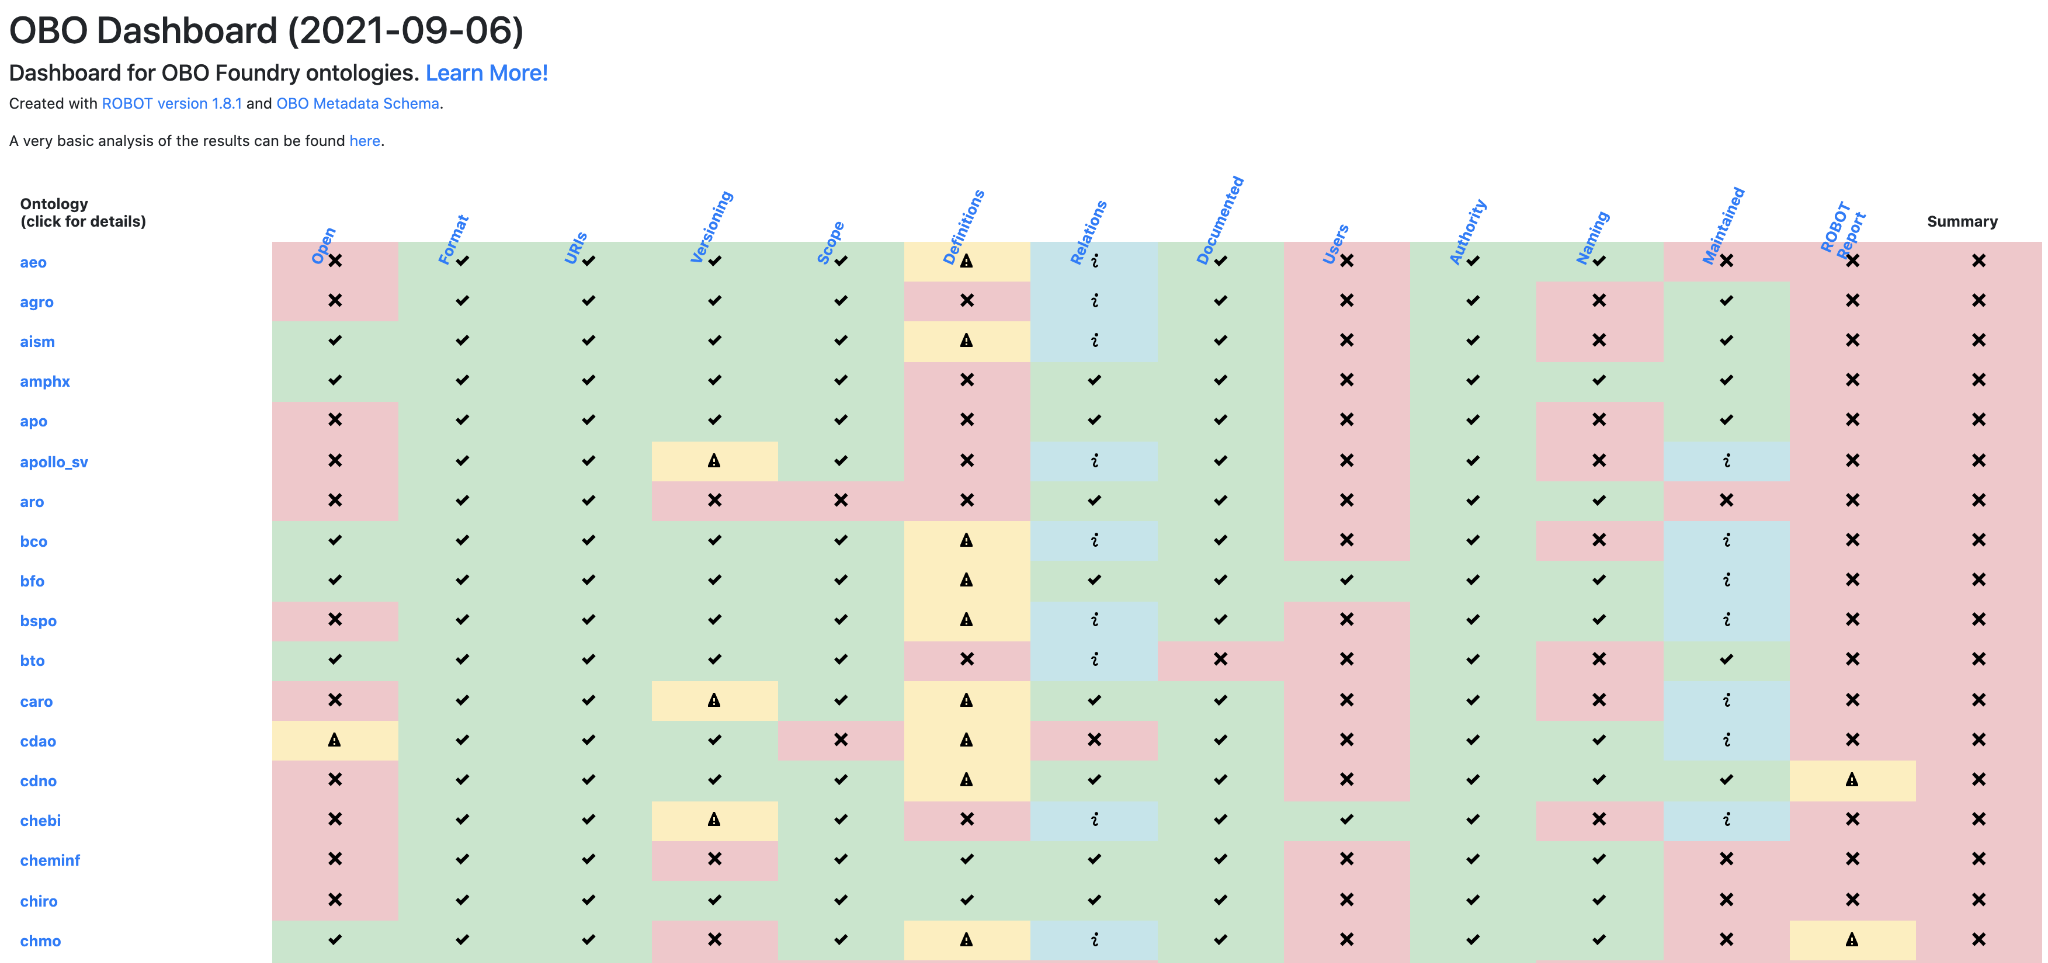 OBO Dashboard (2021-09-06)
Dashboard for OBO Foundry ontologies. Learn More!
Created with ROBOT version 1.8.1 and OBO Metadata Schema.
A very basic analysis of the results can be found here.
Ontology
(click for details)
Open
Format
URIs
Versioning
Scope
Definitions
Relations
Documented
Users
Authority
Naming
Maintained
ROBOT
Report
Summary
aeo ✖ ✔ ✔ ✔ ✔ ⚠ i ✔ ✖ ✔ ✔ ✖ ✖ ✖
agro ✖ ✔ ✔ ✔ ✔ ✖ i ✔ ✖ ✔ ✖ ✔ ✖ ✖
aism ✔ ✔ ✔ ✔ ✔ ⚠ i ✔ ✖ ✔ ✖ ✔ ✖ ✖
amphx ✔ ✔ ✔ ✔ ✔ ✖ ✔ ✔ ✖ ✔ ✔ ✔ ✖ ✖
apo ✖ ✔ ✔ ✔ ✔ ✖ ✔ ✔ ✖ ✔ ✖ ✔ ✖ ✖
apollo_sv ✖ ✔ ✔ ⚠ ✔ ✖ i ✔ ✖ ✔ ✖ i ✖ ✖
aro ✖ ✔ ✔ ✖ ✖ ✖ ✔ ✔ ✖ ✔ ✔ ✖ ✖ ✖
bco ✔ ✔ ✔ ✔ ✔ ⚠ i ✔ ✖ ✔ ✖ i ✖ ✖
bfo ✔ ✔ ✔ ✔ ✔ ⚠ ✔ ✔ ✔ ✔ ✔ i ✖ ✖
bspo ✖ ✔ ✔ ✔ ✔ ⚠ i ✔ ✖ ✔ ✔ i ✖ ✖
bto ✔ ✔ ✔ ✔ ✔ ✖ i ✖ ✖ ✔ ✖ ✔ ✖ ✖
caro ✖ ✔ ✔ ⚠ ✔ ⚠ ✔ ✔ ✖ ✔ ✖ i ✖ ✖
cdao ⚠ ✔ ✔ ✔ ✖ ⚠ ✖ ✔ ✖ ✔ ✔ i ✖ ✖
cdno ✖ ✔ ✔ ✔ ✔ ⚠ ✔ ✔ ✖ ✔ ✔ ✔ ⚠ ✖
chebi ✖ ✔ ✔ ⚠ ✔ ✖ i ✔ ✔ ✔ ✖ i ✖ ✖
cheminf ✖ ✔ ✔ ✖ ✔ ✔ ✔ ✔ ✖ ✔ ✔ ✖ ✖ ✖
chiro ✖ ✔ ✔ ✔ ✔ ✔ ✔ ✔ ✖ ✔ ✔ ✖ ✖ ✖
chmo ✔ ✔ ✔ ✖ ✔ ⚠ i ✔ ✖ ✔ ✔ ✖ ⚠ ✖